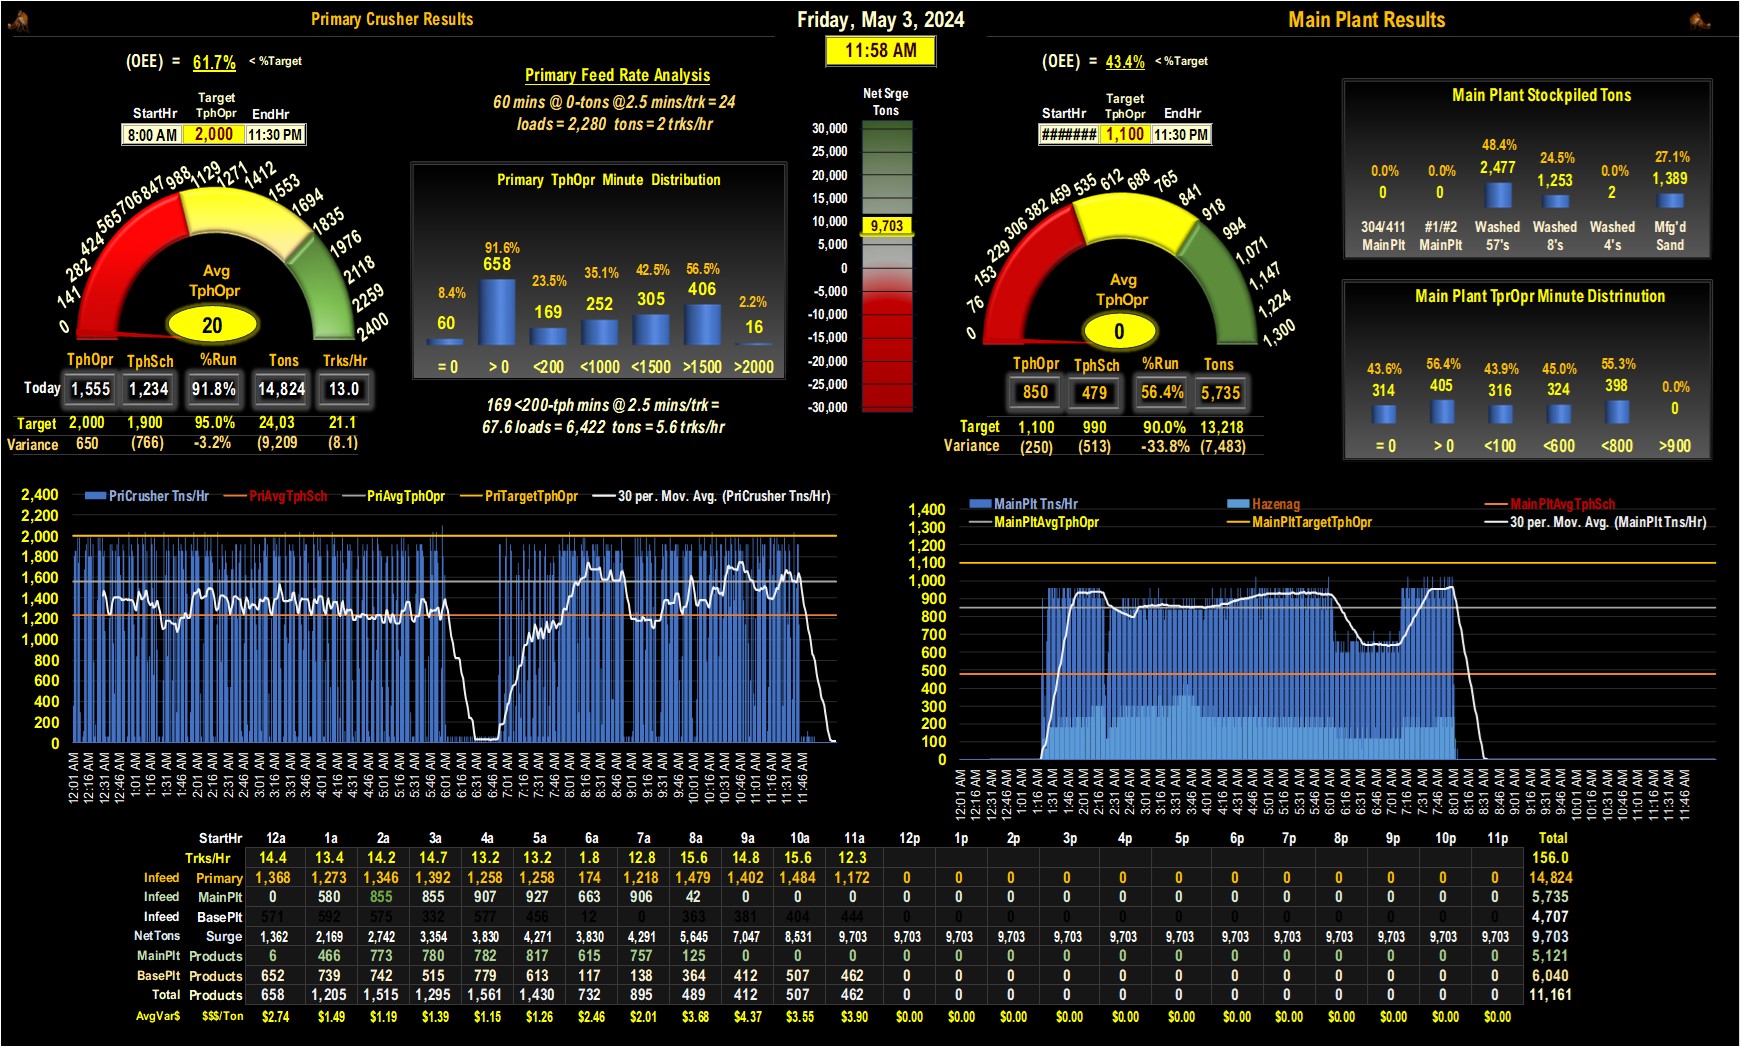 Primary Crusher Results
Friday, May 3, 2024
Main Plant Results
11:58 AM
(OEE) = 61.7% < %Target
StartHr Target TphOpr EndHr
8:00 AM 2,000 11:30 PM
0 141 282 424 565 706 847 988 1129 1271 1412 1553 1694 1835 1976 2118 2259 2400
Avg
TphOpr
20
TphOpr TphSch %Run Tons Trks/Hr
Today 1,555 1,234 91.8% 14,824 13.0
Target 2,000 1,900 95.0% 24,03 21.1
Variance 650 (766) -3.2% (9,209) (8.1)
Primary Feed Rate Analysis
60 mins @ 0-tons @2.5 mins/trk = 24
loads = 2,280 tons = 2 trks/hr
Primary TphOpr Minute Distribution
8.4% 91.6% 23.5% 35.1% 42.5% 56.5% 2.2%
60 658 169 252 305 406 16
= 0 > 0 <200 <1000 <1500 >1500 >2000
169 <200-tph mins @ 2.5 mins/trk =
67.6 loads = 6,422 tons = 5.6 trks/hr
Net Srge
Tons
30,000
25,000
20,000
15,000
10,000
9,703
5,000
0
-5,000
-10,000
-15,000
-20,000
-25,000
-30,000
(OEE) = 43.4% < %Target
StartHr Target TphOpr EndHr
####### 1,100 11:30 PM
0 76 153 229 306 382 459 535 612 688 765 841 918 994 1,071 1,147 1,224 1,300
Avg
TphOpr
0
TphOpr TphSch %Run Tons
850 479 56.4% 5,735
Target 1,100 990 90.0% 13,218
Variance (250) (513) -33.8% (7,483)
Main Plant Stockpiled Tons
0.0% 0.0% 48.4% 24.5% 0.0% 27.1%
0 0 2,477 1,253 2 1,389
304/411 #1/#2 Washed Washed Washed Mfg'd
MainPlt MainPlt 57's 8's 4's Sand
Main Plant TprOpr Minute Distrinution
43.6% 56.4% 43.9% 45.0% 55.3% 0.0%
314 405 316 324 398 0
= 0 > 0 <100 <600 <800 >900
PriCrusher Tns/Hr PriAvgTphSch PriAvgTphOpr PriTargetTphOpr 30 per. Mov. Avg. (PriCrusher Tns/Hr)
2,400
2,200
2,000
1,800
1,600
1,400
1,200
1,000
800
600
400
200
0
12:01 AM 12:16 AM 12:31 AM 12:46 AM 1:01 AM 1:16 AM 1:31 AM 1:46 AM 2:01 AM 2:16 AM 2:31 AM 2:46 AM 3:01 AM 3:16 AM 3:31 AM 3:46 AM 4:01 AM 4:16 AM 4:31 AM 4:46 AM 5:01 AM 5:16 AM 5:31 AM 5:46 AM 6:01 AM 6:16 AM 6:31 AM 6:46 AM 7:01 AM 7:16 AM 7:31 AM 7:46 AM 8:01 AM 8:16 AM 8:31 AM 8:46 AM 9:01 AM 9:16 AM 9:31 AM 9:46 AM 10:01 AM 10:16 AM 10:31 AM 10:46 AM 11:01 AM 11:16 AM 11:31 AM 11:46 AM
MainPlt Tns/Hr Hazenag MainPltAvgTphSch
MainPltAvgTphOpr MainPltTargetTphOpr 30 per. Mov. Avg. (MainPlt Tns/Hr)
1,400
1,300
1,200
1,100
1,000
900
800
700
600
500
400
300
200
100
0
12:01 AM 12:16 AM 12:31 AM 12:46 AM 1:01 AM 1:16 AM 1:31 AM 1:46 AM 2:01 AM 2:16 AM 2:31 AM 2:46 AM 3:01 AM 3:16 AM 3:31 AM 3:46 AM 4:01 AM 4:16 AM 4:31 AM 4:46 AM 5:01 AM 5:16 AM 5:31 AM 5:46 AM 6:01 AM 6:16 AM 6:31 AM 6:46 AM 7:01 AM 7:16 AM 7:31 AM 7:46 AM 8:01 AM 8:16 AM 8:31 AM 8:46 AM 9:01 AM 9:16 AM 9:31 AM 9:46 AM 10:01 AM 10:16 AM 10:31 AM 10:46 AM 11:01 AM 11:16 AM 11:31 AM 11:46 AM
StartHr 12a 1a 2a 3a 4a 5a 6a 7a 8a 9a 10a 11a 12p 1p 2p 3p 4p 5p 6p 7p 8p 9p 10p 11p Total
Trks/Hr 14.4 13.4 14.2 14.7 13.2 13.2 1.8 12.8 15.6 14.8 15.6 12.3 156.0
Infeed Primary 1,368 1,273 1,346 1,392 1,258 1,258 174 1,218 1,479 1,402 1,484 1,172 0 0 0 0 0 0 0 0 0 0 0 0 14,824
Infeed MainPlt 0 580 855 855 907 927 663 906 42 0 0 0 0 0 0 0 0 0 0 0 0 0 0 0 5,735
Infeed BasePlt 571 592 575 332 577 456 12 0 363 381 404 444 0 0 0 0 0 0 0 0 0 0 0 0 4,707
NetTons Surge 1,362 2,169 2,742 3,354 3,830 4,271 3,830 4,291 5,645 7,047 8,531 9,703 9,703 9,703 9,703 9,703 9,703 9,703 9,703 9,703 9,703 9,703 9,703 9,703 9,703
MainPlt Products 6 466 773 780 782 817 615 757 125 0 0 0 0 0 0 0 0 0 0 0 0 0 0 0 5,121
BasePlt Products 652 739 742 515 779 613 117 138 364 412 507 462 0 0 0 0 0 0 0 0 0 0 0 0 6,040
Total Products 658 1,205 1,515 1,295 1,561 1,430 732 895 489 412 507 462 0 0 0 0 0 0 0 0 0 0 0 0 11,161
AvgVar$ $$$/Ton $2.74 $1.49 $1.19 $1.39 $1.15 $1.26 $2.46 $2.01 $3.68 $4.37 $3.55 $3.90 $0.00 $0.00 $0.00 $0.00 $0.00 $0.00 $0.00 $0.00 $0.00 $0.00 $0.00 $0.00